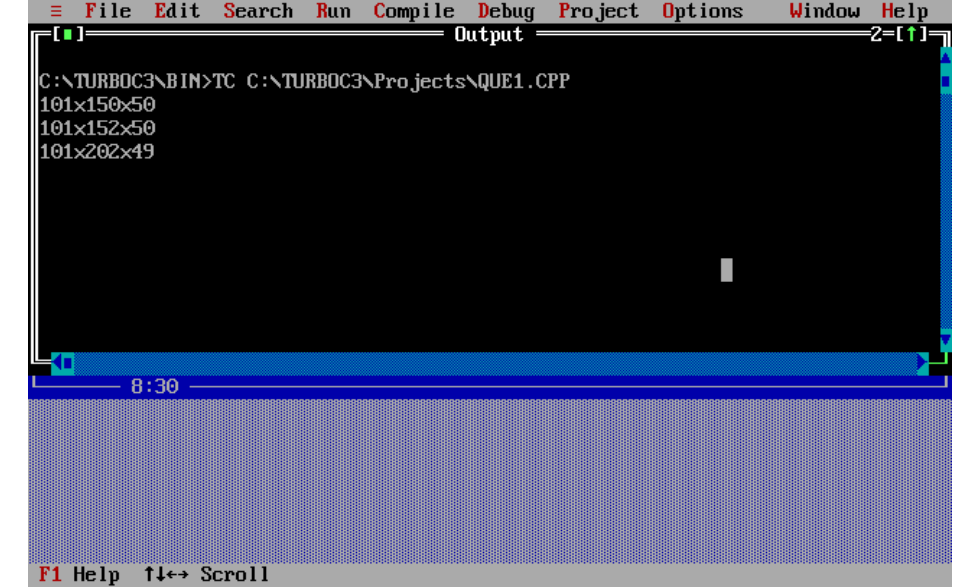 ≡ File Edit Search Run Compile Debug Project Options Window Help
[■] Output 2=[↑]
C:\TURBOC3\BIN>TC C:\TURBOC3\Projects\QUE1.CPP
101x150x50
101x152x50
101x202x49
8:30
F1 Help ↑↓←→ Scroll